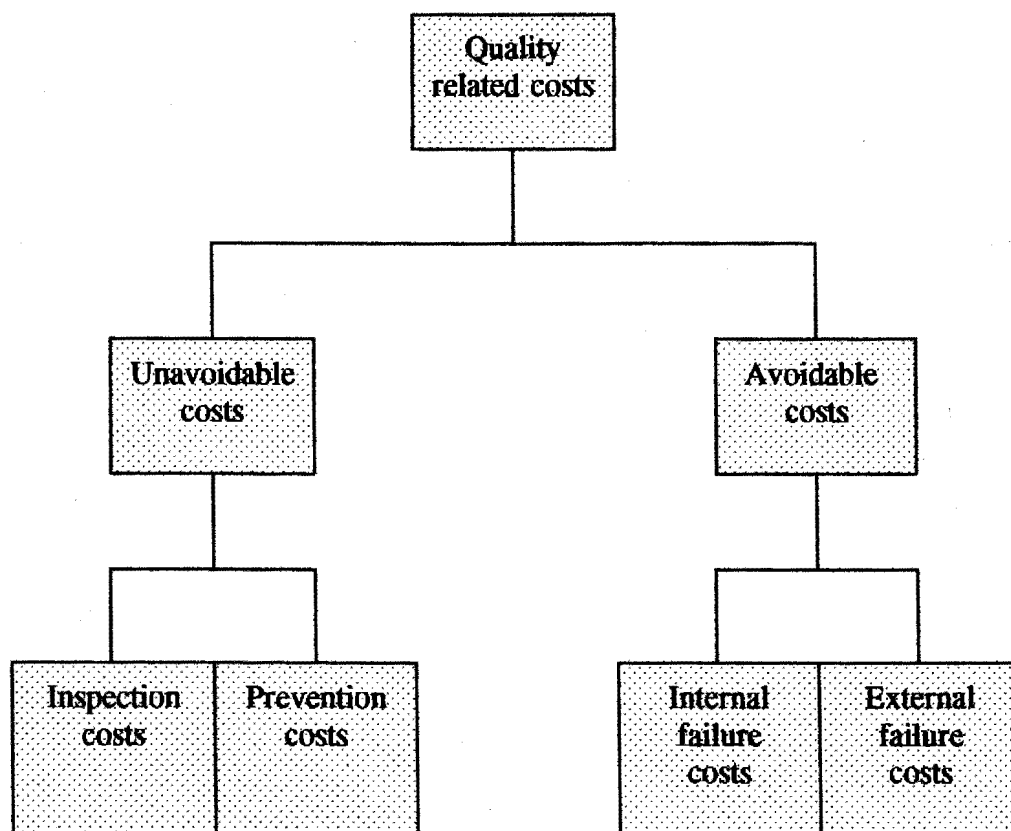 Quality
related costs
Unavoidable
costs
Avoidable
costs
Inspection
costs
Prevention
costs
Internal
failure
costs
External
failure
costs